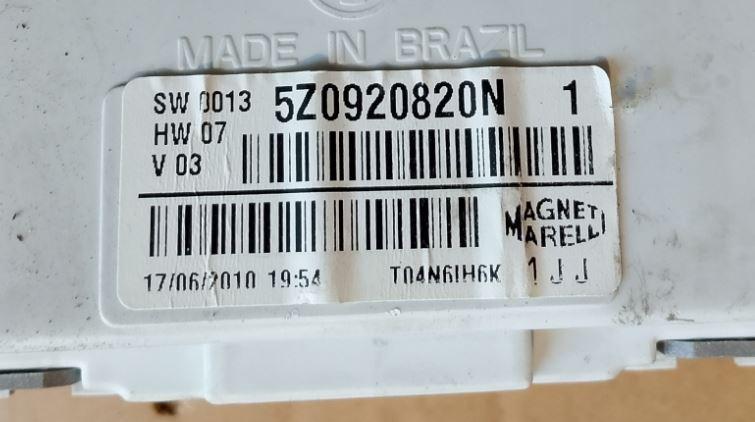 MADE IN BRAZIL
SW 0013 5Z0920820N 1
HW 07
V 03
MAGNETI
MARELLI
17/06/2010 19:54 T04N6IH6K 1 J J